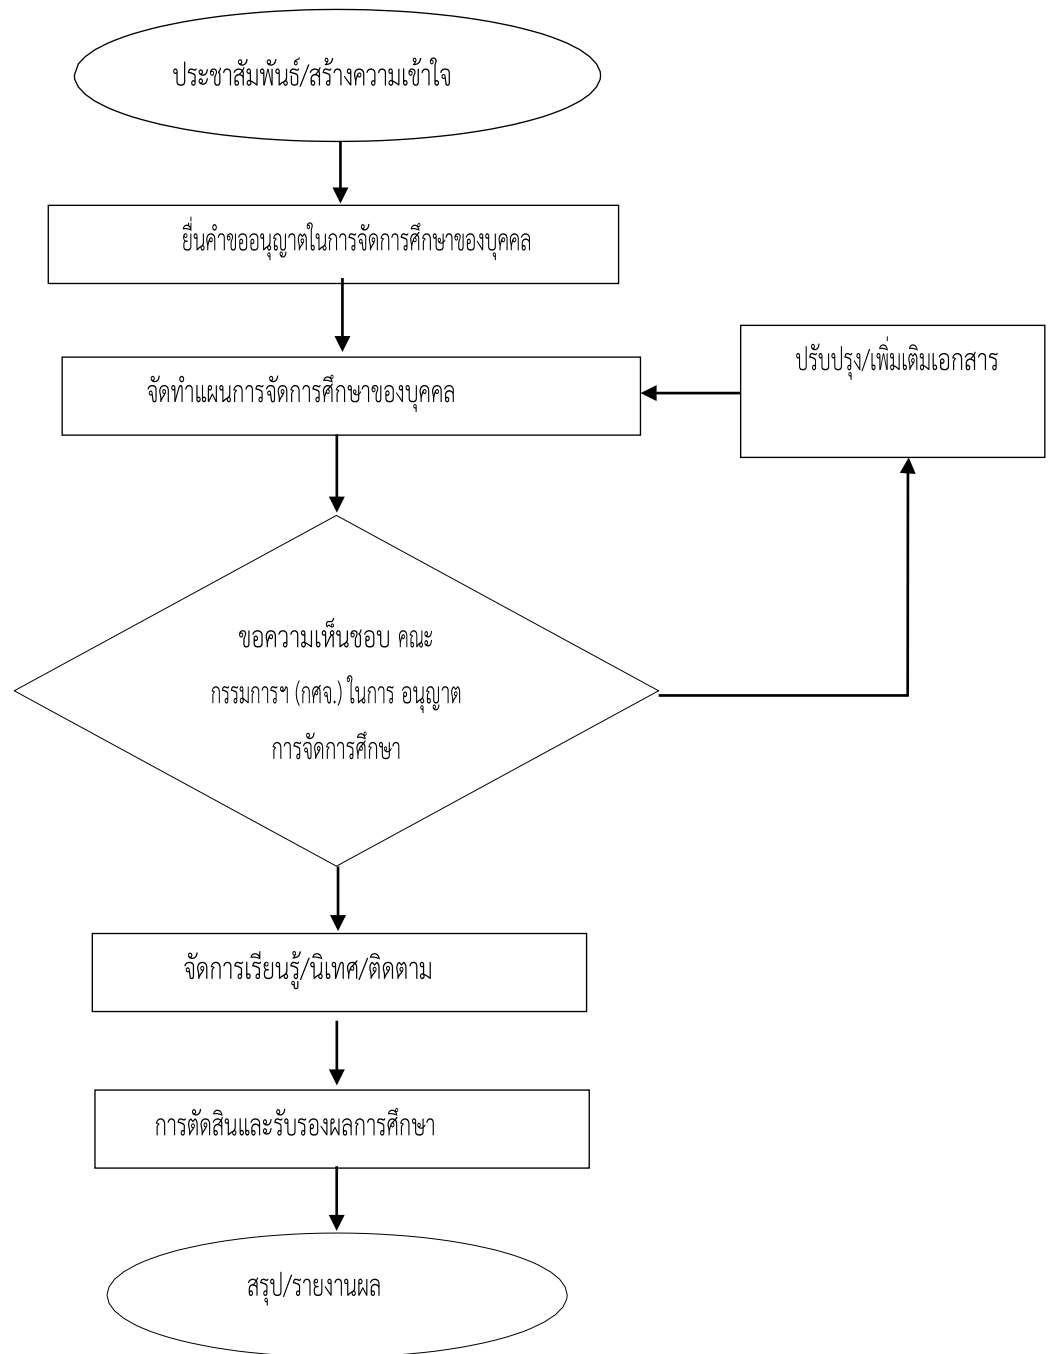 ประชาสัมพันธ์/สร้างความเข้าใจ
ยื่นคำขออนุญาตในการจัดการศึกษาของบุคคล
ปรับปรุง/เพิ่มเติมเอกสาร
จัดทำแผนการจัดการศึกษาของบุคคล
ขอความเห็นชอบ คณะ
กรรมการฯ (กศจ.) ในการ อนุญาต
การจัดการศึกษา
จัดการเรียนรู้/นิเทศ/ติดตาม
การตัดสินและรับรองผลการศึกษา
สรุป/รายงานผล